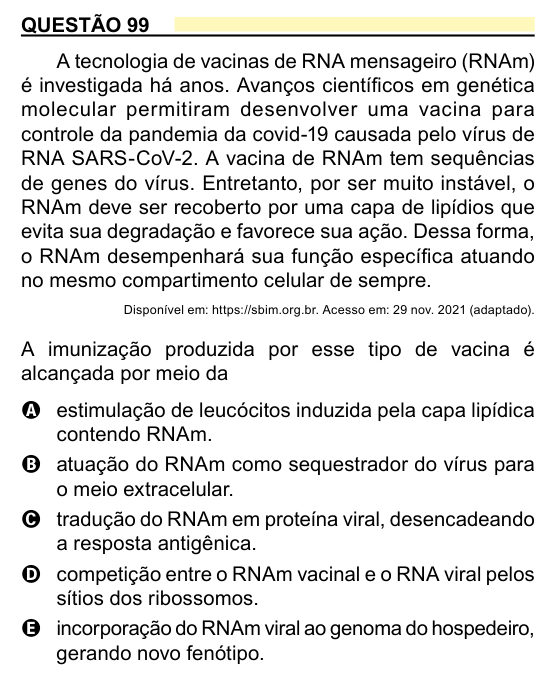 QUESTÃO 99
A tecnologia de vacinas de RNA mensageiro (RNAm)
é investigada há anos. Avanços científicos em genética
molecular permitiram desenvolver uma vacina para
controle da pandemia da covid-19 causada pelo vírus de
RNA SARS-CoV-2. A vacina de RNAm tem sequências
de genes do vírus. Entretanto, por ser muito instável, o
RNAm deve ser recoberto por uma capa de lipídios que
evita sua degradação e favorece sua ação. Dessa forma,
o RNAm desempenhará sua função específica atuando
no mesmo compartimento celular de sempre.
Disponível em: https://sbim.org.br. Acesso em: 29 nov. 2021 (adaptado).
A imunização produzida por esse tipo de vacina é
alcançada por meio da
A estimulação de leucócitos induzida pela capa lipídica
contendo RNAm.
B atuação do RNAm como sequestrador do vírus para
o meio extracelular.
C tradução do RNAm em proteína viral, desencadeando
a resposta antigênica.
D competição entre o RNAm vacinal e o RNA viral pelos
sítios dos ribossomos.
E incorporação do RNAm viral ao genoma do hospedeiro,
gerando novo fenótipo.